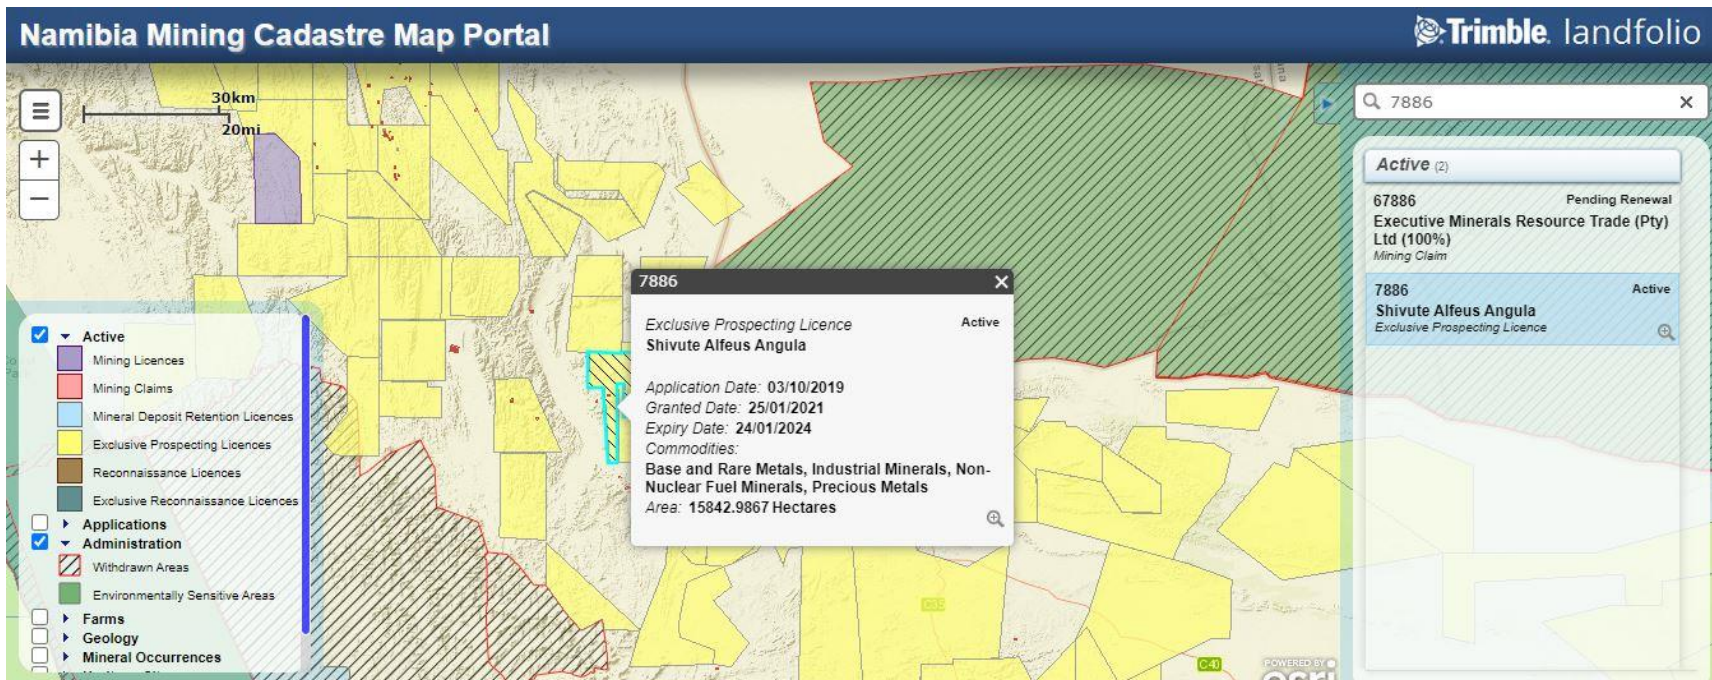 Namibia Mining Cadastre Map Portal
Trimble. landfolio
30km
20mi
+
−
7886
Active (2)
67886 Pending Renewal
Executive Minerals Resource Trade (Pty)
Ltd (100%)
Mining Claim
7886 Active
Shivute Alfeus Angula
Exclusive Prospecting Licence
7886
Exclusive Prospecting Licence Active
Shivute Alfeus Angula
Application Date: 03/10/2019
Granted Date: 25/01/2021
Expiry Date: 24/01/2024
Commodities:
Base and Rare Metals, Industrial Minerals, Non-
Nuclear Fuel Minerals, Precious Metals
Area: 15842.9867 Hectares
Active
Mining Licences
Mining Claims
Mineral Deposit Retention Licences
Exclusive Prospecting Licences
Reconnaissance Licences
Exclusive Reconnaissance Licences
Applications
Administration
Withdrawn Areas
Environmentally Sensitive Areas
Farms
Geology
Mineral Occurrences
C35
C40
POWERED BY
esri